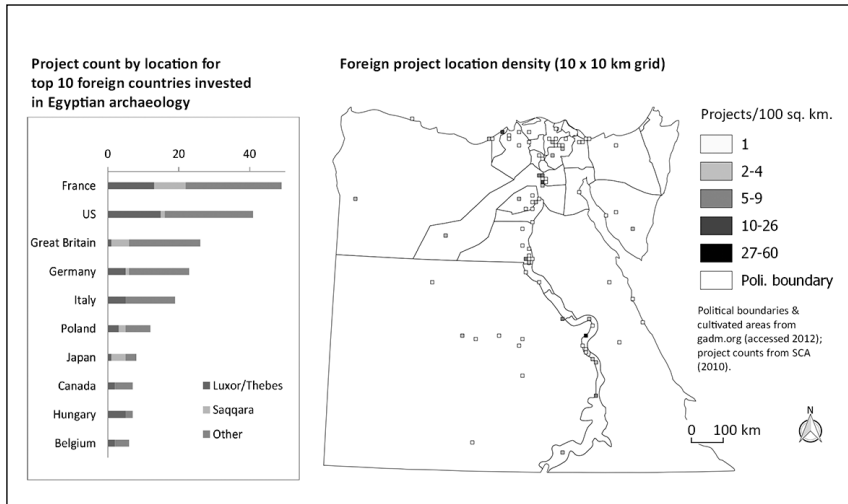 Project count by location for
top 10 foreign countries invested
in Egyptian archaeology
0 20 40
France
US
Great Britain
Germany
Italy
Poland
Japan
Canada
Hungary
Belgium
Luxor/Thebes
Saqqara
Other
Foreign project location density (10 x 10 km grid)
Projects/100 sq. km.
1
2-4
5-9
10-26
27-60
Poli. boundary
Political boundaries &
cultivated areas from
gadm.org (accessed 2012);
project counts from SCA
(2010).
0 100 km
N